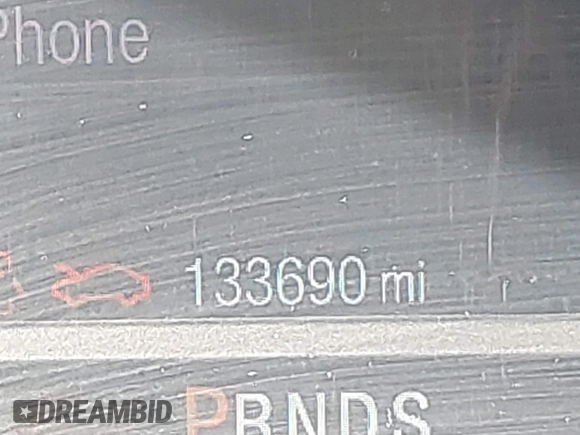 Phone
133690 mi
PRNDS
DREAMBID